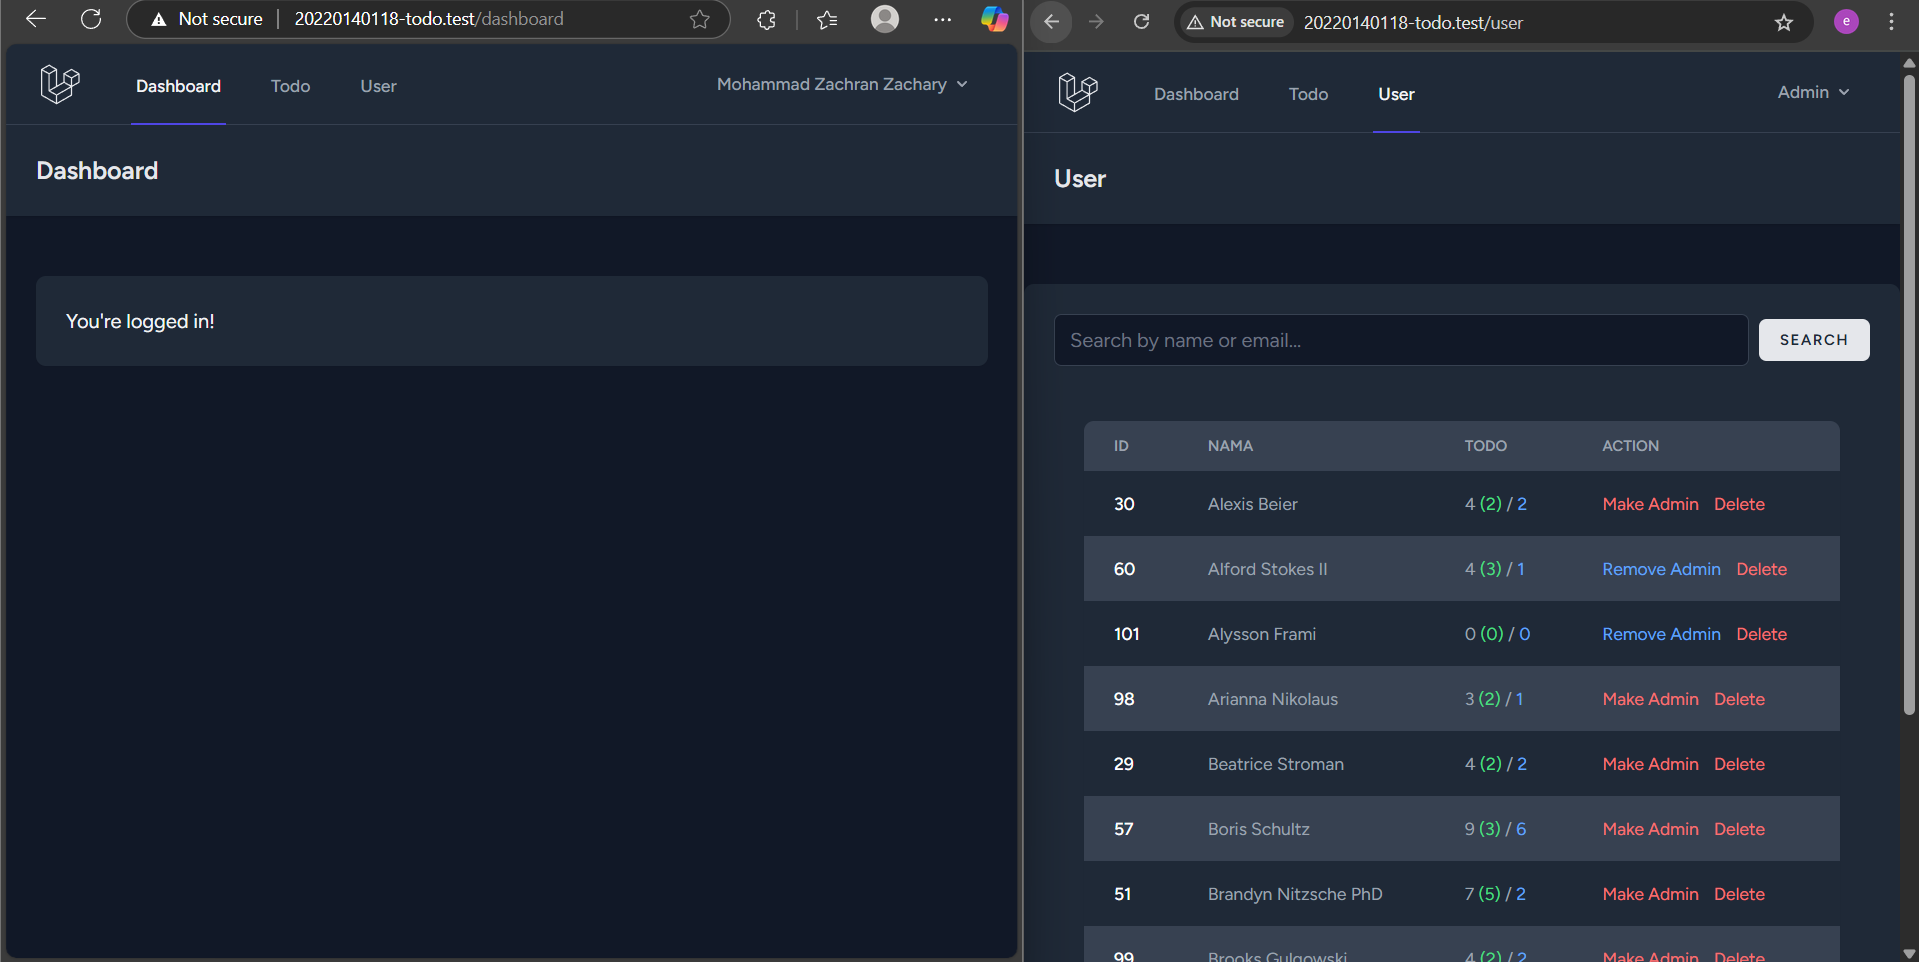 Not secure 20220140118-todo.test/dashboard
Dashboard Todo User Mohammad Zachran Zachary
Dashboard
You're logged in!
Not secure 20220140118-todo.test/user e
Dashboard Todo User Admin
User
Search by name or email... SEARCH
ID NAMA TODO ACTION
30 Alexis Beier 4 (2) / 2 Make Admin Delete
60 Alford Stokes II 4 (3) / 1 Remove Admin Delete
101 Alysson Frami 0 (0) / 0 Remove Admin Delete
98 Arianna Nikolaus 3 (2) / 1 Make Admin Delete
29 Beatrice Stroman 4 (2) / 2 Make Admin Delete
57 Boris Schultz 9 (3) / 6 Make Admin Delete
51 Brandyn Nitzsche PhD 7 (5) / 2 Make Admin Delete
99 Brooks Gulgowski 4 (2) / 2 Make Admin Delete